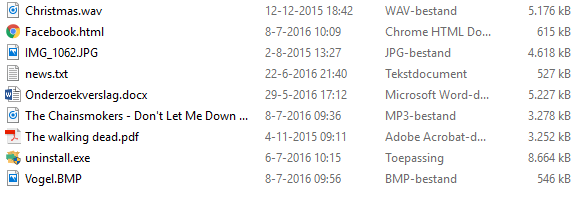 Christmas.wav 12-12-2015 18:42 WAV-bestand 5.176 kB
Facebook.html 8-7-2016 10:09 Chrome HTML Do... 615 kB
IMG_1062.JPG 2-8-2015 13:27 JPG-bestand 4.618 kB
news.txt 22-6-2016 21:40 Tekstdocument 527 kB
Onderzoekverslag.docx 29-5-2016 17:12 Microsoft Word-d... 7.977 kB
The Chainsmokers - Don't Let Me Down ... 8-7-2016 09:36 MP3-bestand 3.278 kB
The walking dead.pdf 4-11-2015 09:11 Adobe Acrobat-d... 3.252 kB
uninstall.exe 6-7-2016 10:15 Toepassing 8.664 kB
Vogel.BMP 8-7-2016 09:56 BMP-bestand 546 kB